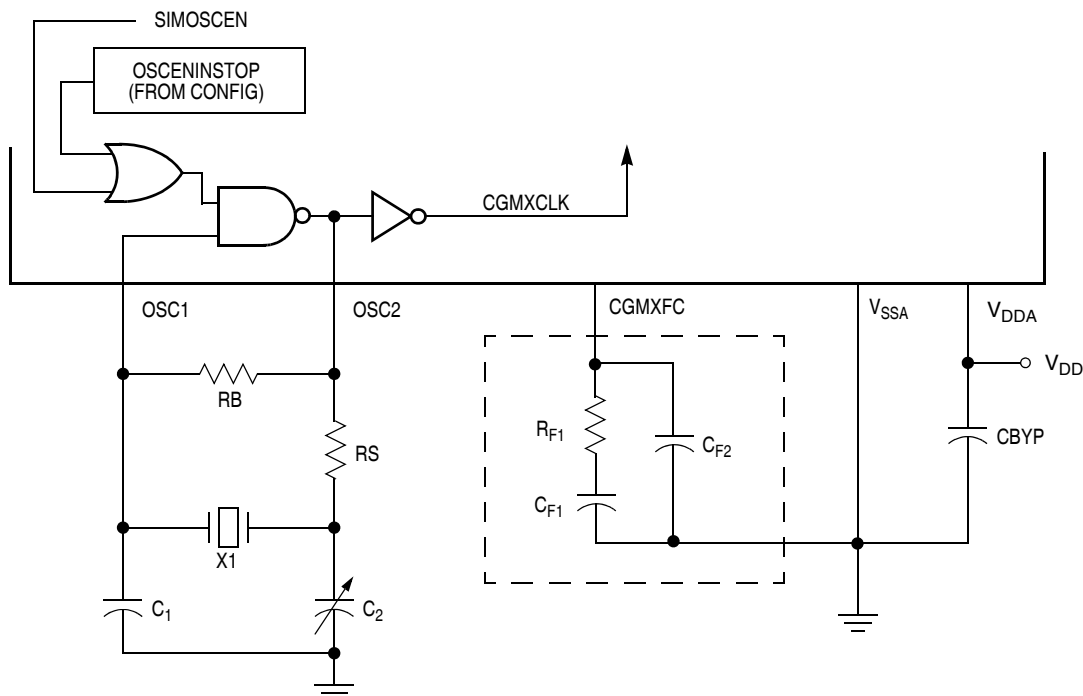 SIMOSCEN
OSCENINSTOP
(FROM CONFIG)
CGMXCLK
OSC1
OSC2
CGMXFC
VSSA
VDDA
VDD
RB
RS
RF1
CF2
CBYP
CF1
X1
C1
C2